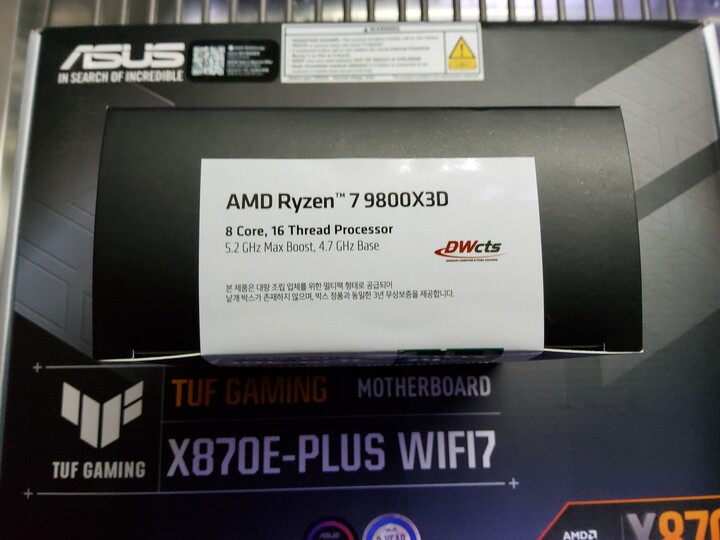 ASUS
IN SEARCH OF INCREDIBLE
WARNING
AMD Ryzen™ 7 9800X3D
8 Core, 16 Thread Processor
5.2 GHz Max Boost, 4.7 GHz Base
DWcts
본 제품은 대량 조립 업체를 위한 멀티팩 형태로 공급되어
낱개 박스가 존재하지 않으며, 박스 정품과 동일한 3년 무상보증을 제공합니다.
TUF GAMING
MOTHERBOARD
X870E-PLUS WIFI7
TUF GAMING
ASUS
AMD
X870